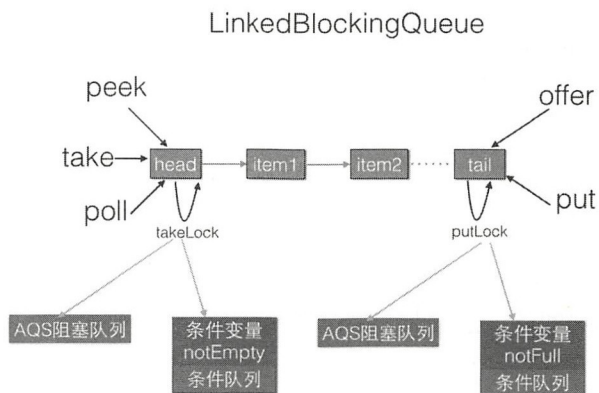 LinkedBlockingQueue
peek
offer
take
head
item1
item2
tail
poll
put
takeLock
putLock
AQS阻塞队列
条件变量
notEmpty
条件队列
AQS阻塞队列
条件变量
notFull
条件队列